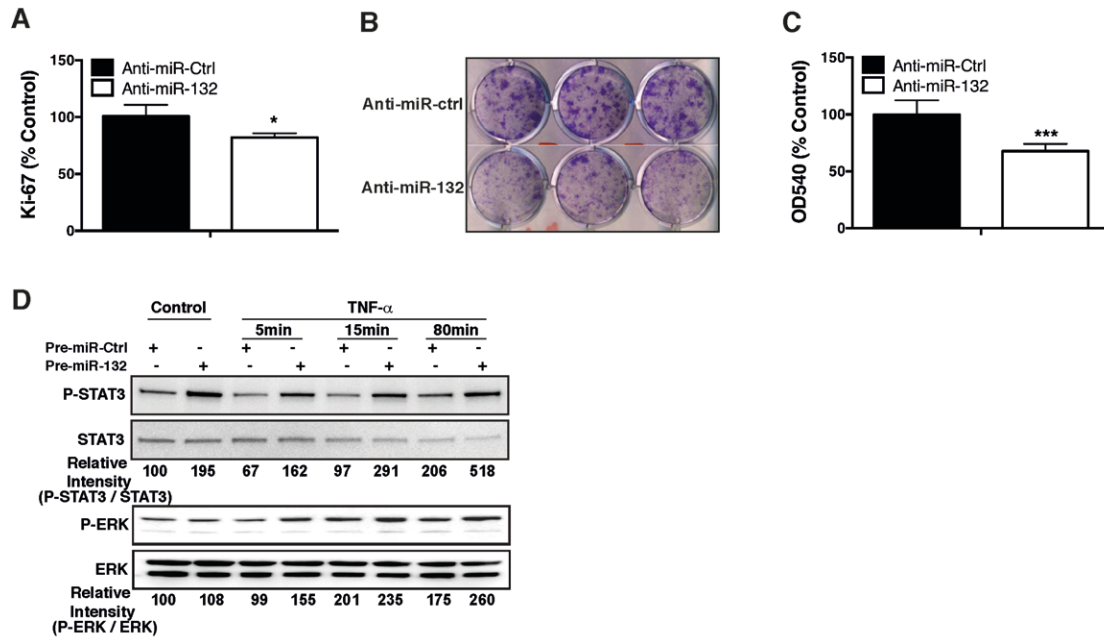 A
150
100
50
0
Ki-67 (% Control)
Anti-miR-Ctrl
Anti-miR-132
*
B
Anti-miR-ctrl
Anti-miR-132
C
150
100
50
0
OD540 (% Control)
Anti-miR-Ctrl
Anti-miR-132
***
D
Control TNF-α
5min 15min 80min
Pre-miR-Ctrl + - + - + - + -
Pre-miR-132 - + - + - + - +
P-STAT3
STAT3
Relative Intensity (P-STAT3 / STAT3) 100 195 67 162 97 291 206 518
P-ERK
ERK
Relative Intensity (P-ERK / ERK) 100 108 99 155 201 235 175 260